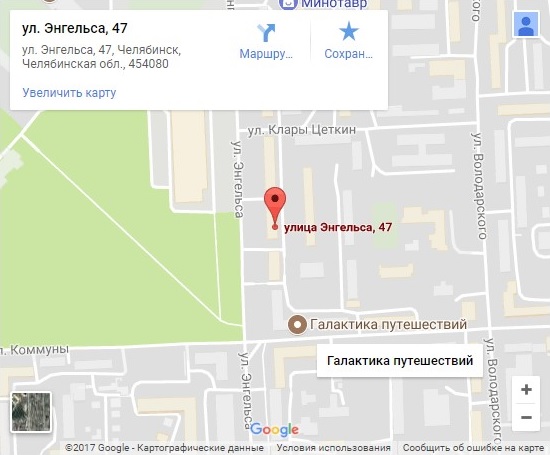 Минотавр
ул. Энгельса, 47
ул. Энгельса, 47, Челябинск,
Челябинская обл., 454080
Увеличить карту
Маршру...
Сохран...
ул. Клары Цеткин
ул. Энгельса
ул. Володарского
улица Энгельса, 47
Галактика путешествий
л. Коммуны
Галактика путешествий
ул. Энгельса
ул. Володарского
+
−
Google
©2017 Google - Картографические данные
Условия использования
Сообщить об ошибке на карте